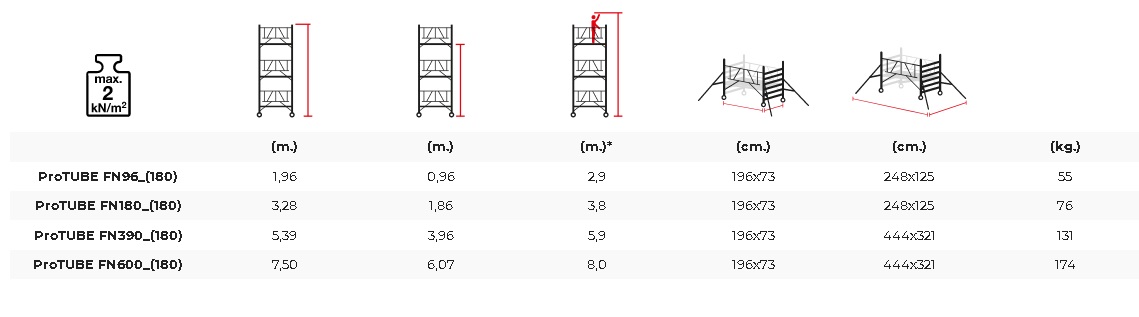 max.
2
kN/m²
(m.) (m.) (m.)* (cm.) (cm.) (kg.)
ProTUBE FN96_(180) 1,96 0,96 2,9 196x73 248x125 55
ProTUBE FN180_(180) 3,28 1,86 3,8 196x73 248x125 76
ProTUBE FN390_(180) 5,39 3,96 5,9 196x73 444x321 131
ProTUBE FN600_(180) 7,50 6,07 8,0 196x73 444x321 174